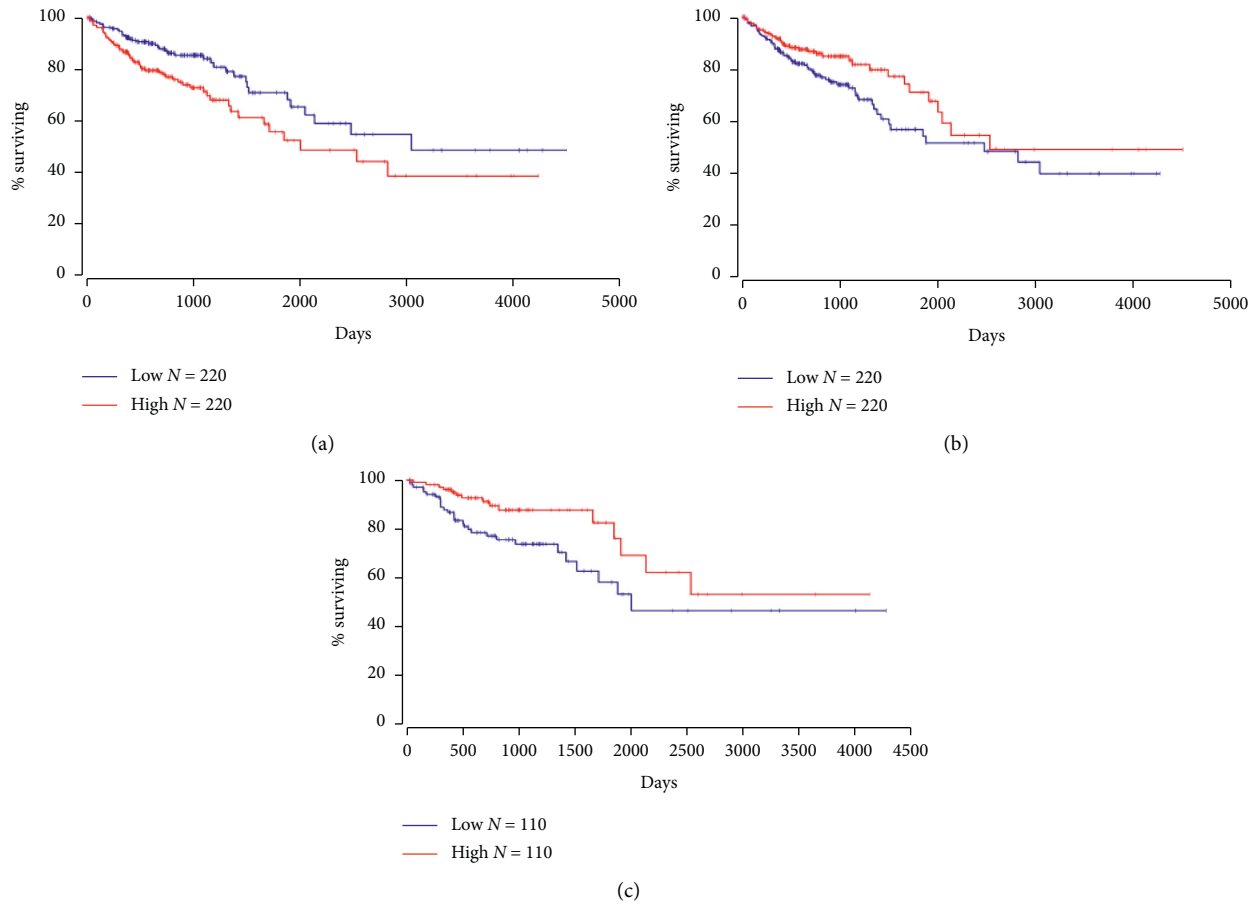 100
80
60
40
20
0
% surviving
0 1000 2000 3000 4000 5000
Days
Low N = 220
High N = 220
(a)
100
80
60
40
20
0
% surviving
0 1000 2000 3000 4000 5000
Days
Low N = 220
High N = 220
(b)
100
80
60
40
20
0
% surviving
0 500 1000 1500 2000 2500 3000 3500 4000 4500
Days
Low N = 110
High N = 110
(c)